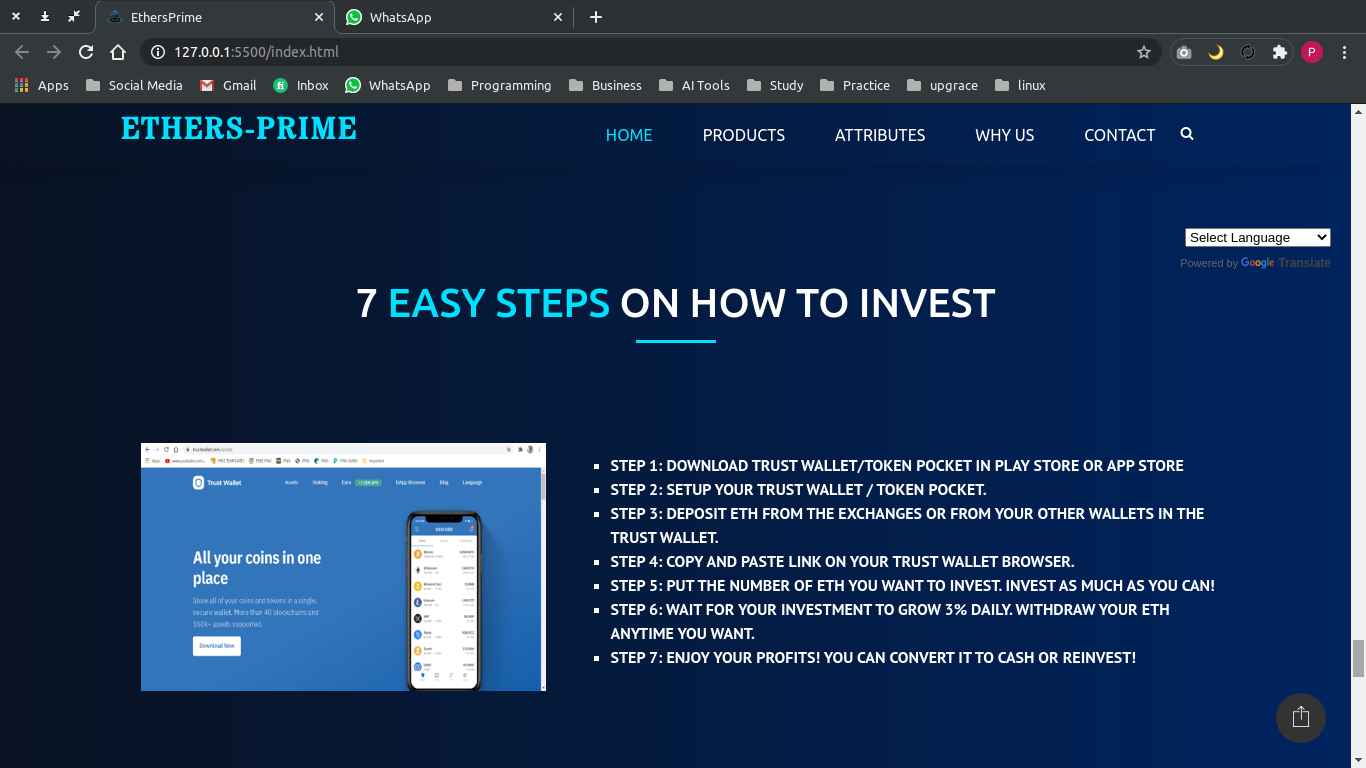 EthersPrime
WhatsApp
127.0.0.1:5500/index.html
P
Apps
Social Media
Gmail
Inbox
WhatsApp
Programming
Business
AI Tools
Study
Practice
upgrace
linux
ETHERS-PRIME
HOME
PRODUCTS
ATTRIBUTES
WHY US
CONTACT
Select Language
Powered by Google Translate
7 EASY STEPS ON HOW TO INVEST
Trust Wallet
Assets
Staking
Earn
DApp Browser
Blog
Language
All your coins in one
place
Store all of your coins and tokens in a single,
secure wallet. More than 40 blockchains and
160k+ assets supported.
Download Now
STEP 1: DOWNLOAD TRUST WALLET/TOKEN POCKET IN PLAY STORE OR APP STORE
STEP 2: SETUP YOUR TRUST WALLET / TOKEN POCKET.
STEP 3: DEPOSIT ETH FROM THE EXCHANGES OR FROM YOUR OTHER WALLETS IN THE
TRUST WALLET.
STEP 4: COPY AND PASTE LINK ON YOUR TRUST WALLET BROWSER.
STEP 5: PUT THE NUMBER OF ETH YOU WANT TO INVEST. INVEST AS MUCH AS YOU CAN!
STEP 6: WAIT FOR YOUR INVESTMENT TO GROW 3% DAILY. WITHDRAW YOUR ETH
ANYTIME YOU WANT.
STEP 7: ENJOY YOUR PROFITS! YOU CAN CONVERT IT TO CASH OR REINVEST!